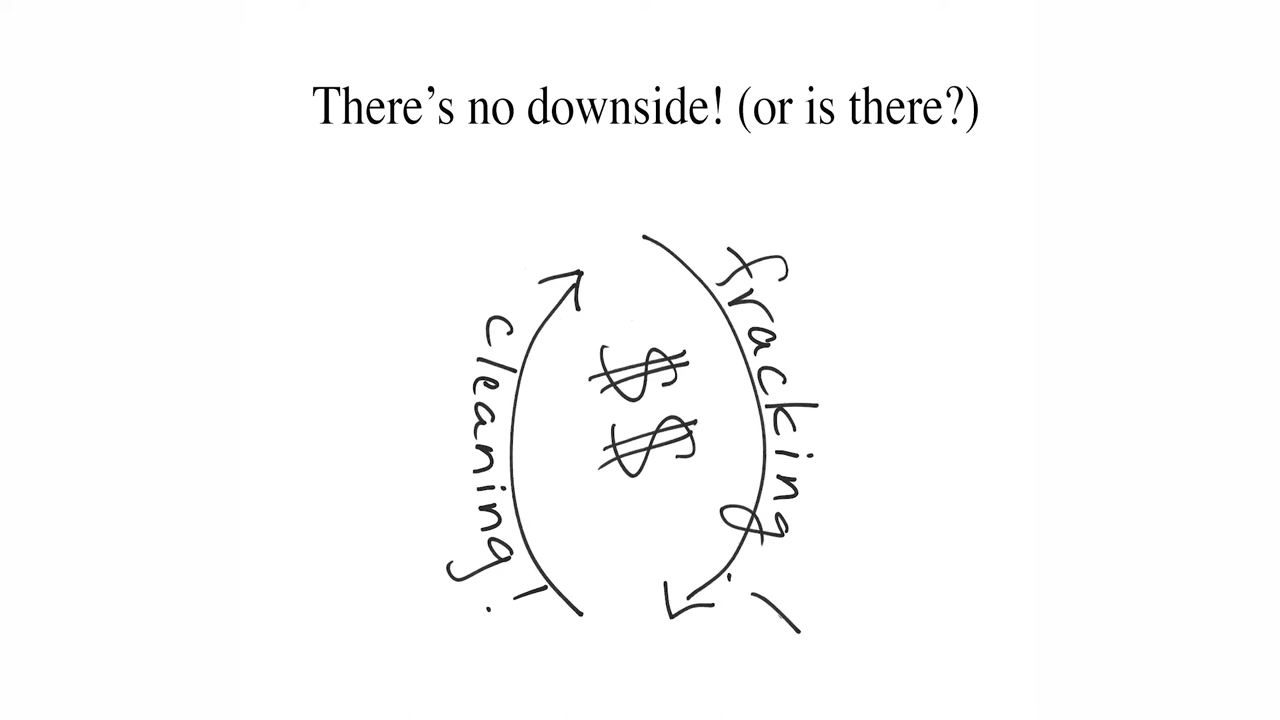 There’s no downside! (or is there?)
fracking!
$$
$$
cleaning!